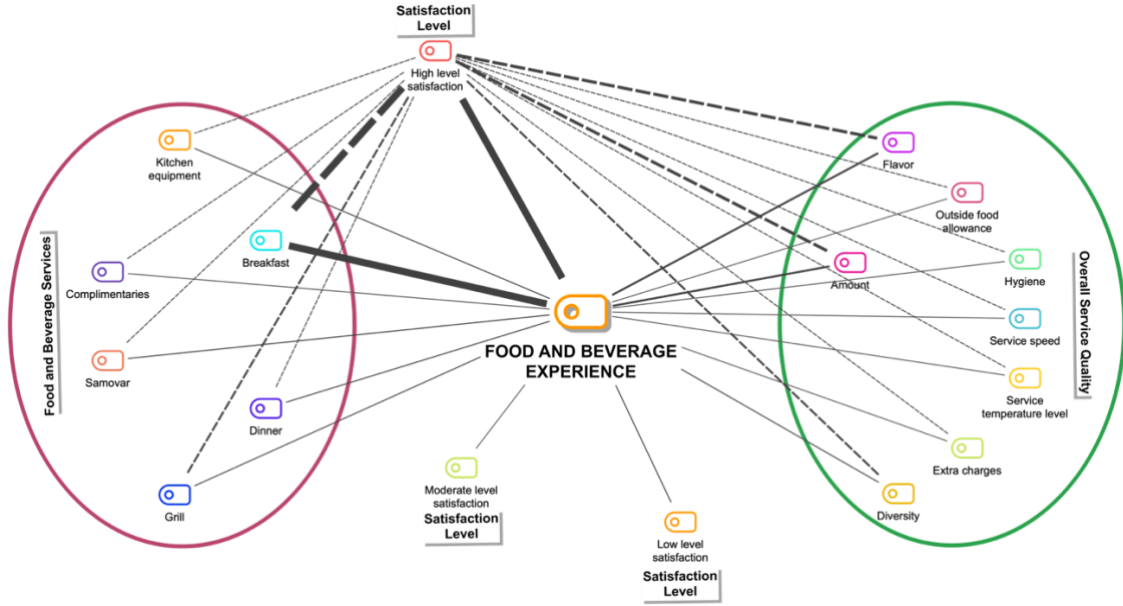 Satisfaction
Level
High level
satisfaction
Kitchen
equipment
Flavor
Outside food
allowance
Breakfast
Food and Beverage Services
Complimentaries
Amount
Hygiene
Overall Service Quality
Service speed
FOOD AND BEVERAGE
EXPERIENCE
Samovar
Service
temperature level
Dinner
Extra charges
Grill
Diversity
Moderate level
satisfaction
Satisfaction
Level
Low level
satisfaction
Satisfaction
Level